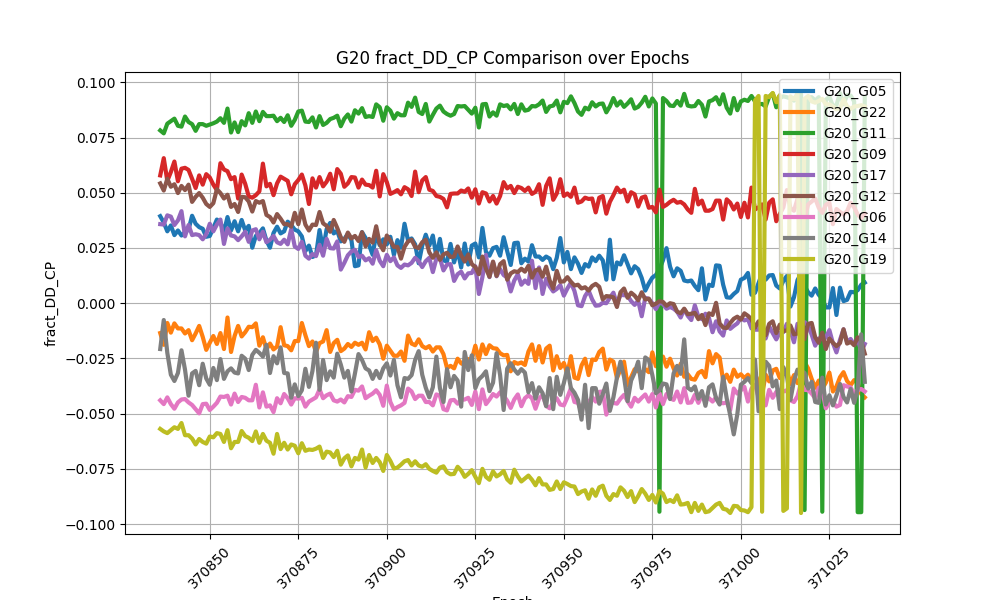 G20 fract_DD_CP Comparison over Epochs
fract_DD_CP
0.100
0.075
0.050
0.025
0.000
−0.025
−0.050
−0.075
−0.100
G20_G05
G20_G22
G20_G11
G20_G09
G20_G17
G20_G12
G20_G06
G20_G14
G20_G19
370850
370875
370900
370925
370950
370975
371000
371025
Epoch